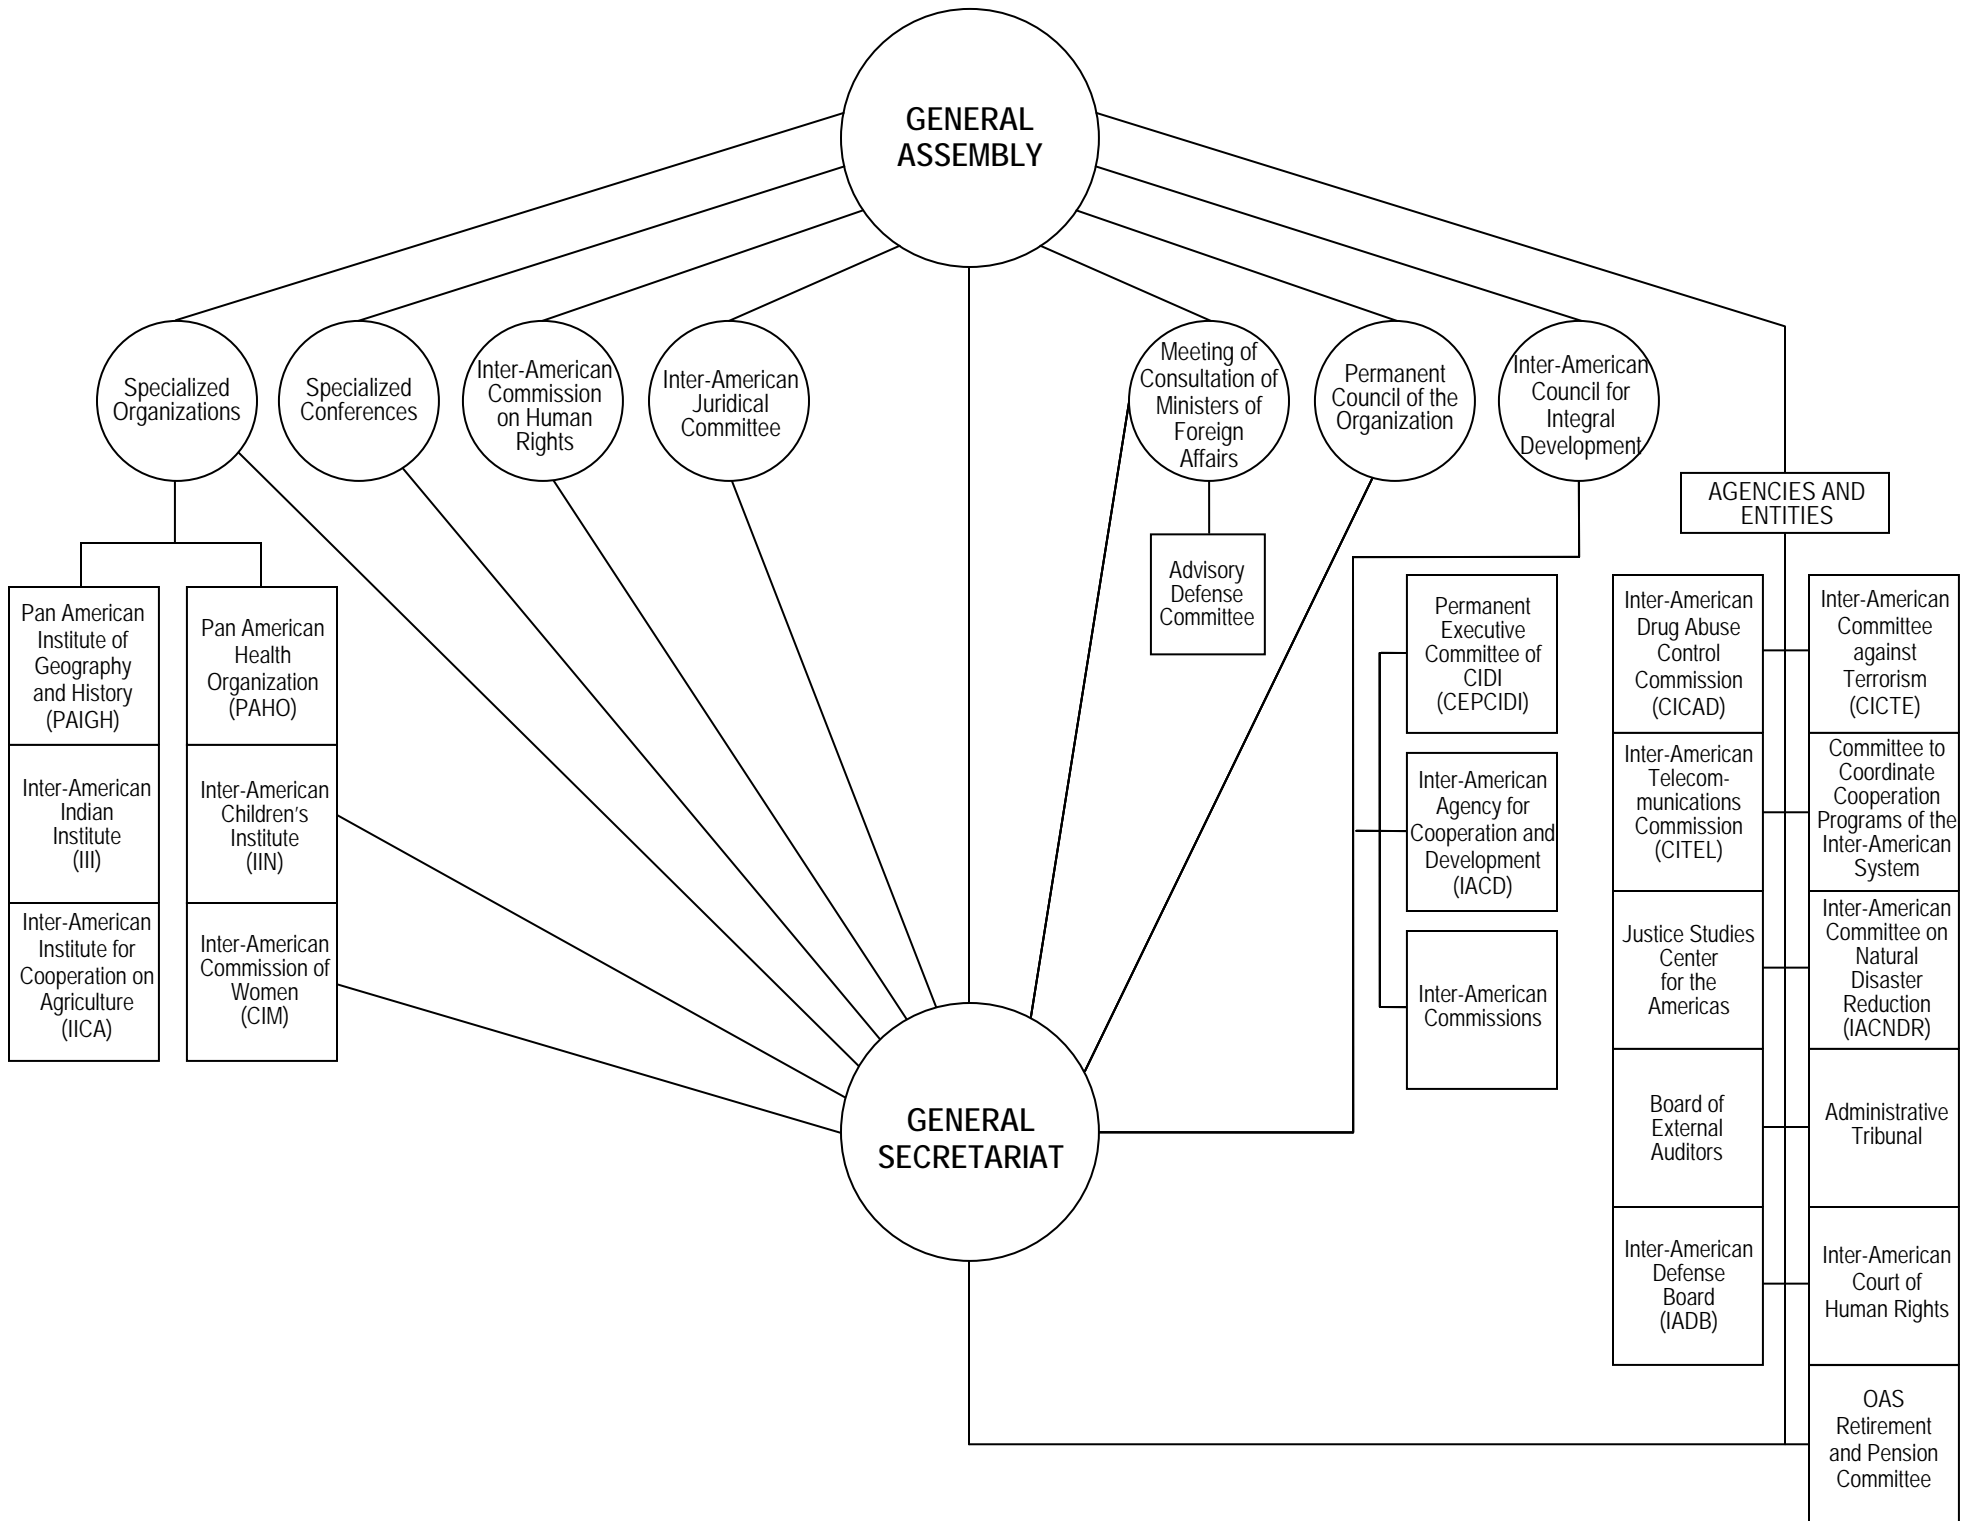 GENERAL
ASSEMBLY
Specialized
Organizations
Specialized
Conferences
Inter-American
Commission
on Human
Rights
Inter-American
Juridical
Committee
Meeting of
Consultation of
Ministers of
Foreign
Affairs
Permanent
Council of the
Organization
Inter-American
Council for
Integral
Development
AGENCIES AND
ENTITIES
Advisory
Defense
Committee
Pan American
Institute of
Geography
and History
(PAIGH)
Pan American
Health
Organization
(PAHO)
Inter-American
Indian
Institute
(III)
Inter-American
Children's
Institute
(IIN)
Inter-American
Institute for
Cooperation on
Agriculture
(IICA)
Inter-American
Commission of
Women
(CIM)
Permanent
Executive
Committee of
CIDI
(CEPCIDI)
Inter-American
Agency for
Cooperation and
Development
(IACD)
Inter-American
Commissions
Inter-American
Drug Abuse
Control
Commission
(CICAD)
Inter-American
Committee
against
Terrorism
(CICTE)
Inter-American
Telecom-
munications
Commission
(CITEL)
Committee to
Coordinate
Cooperation
Programs of the
Inter-American
System
Justice Studies
Center
for the
Americas
Inter-American
Committee on
Natural
Disaster
Reduction
(IACNDR)
Board of
External
Auditors
Administrative
Tribunal
Inter-American
Defense
Board
(IADB)
Inter-American
Court of
Human Rights
OAS
Retirement
and Pension
Committee
GENERAL
SECRETARIAT